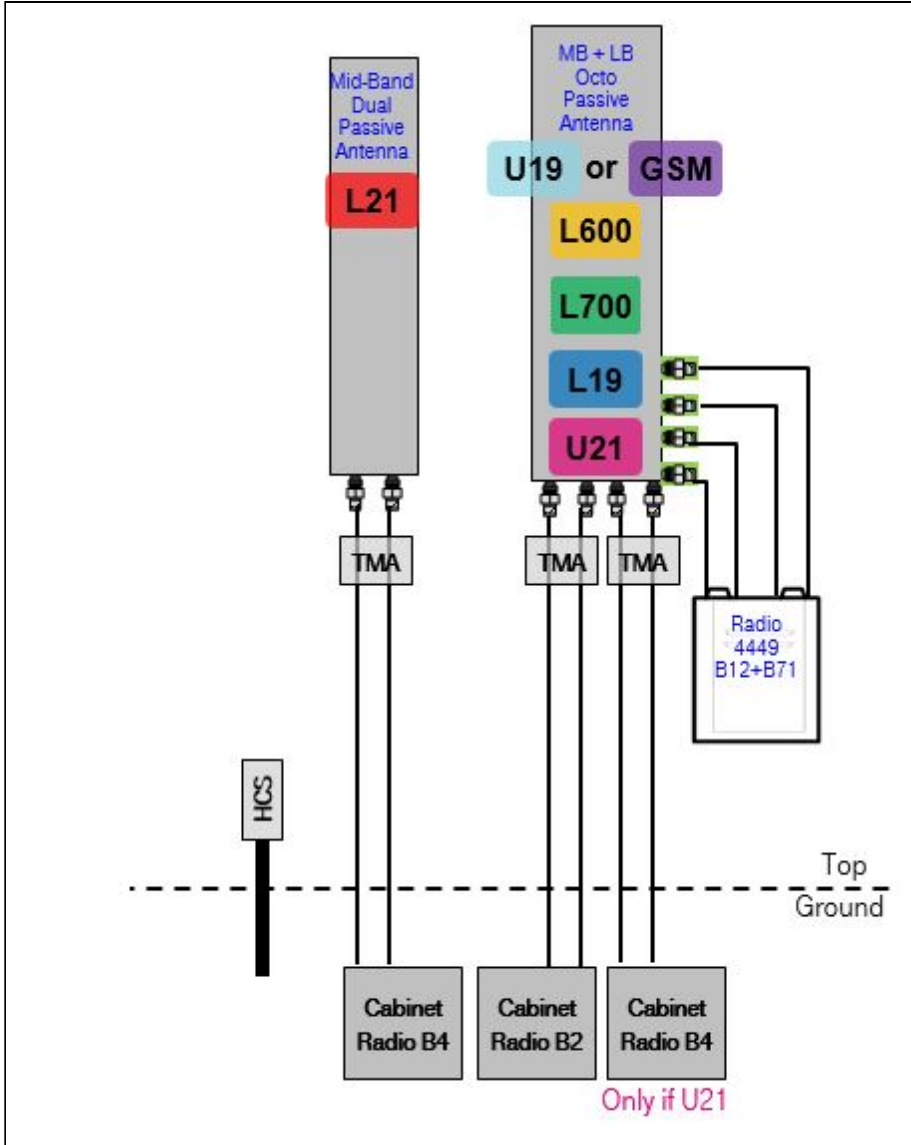 Mid-Band
Dual
Passive
Antenna
L21
MB + LB
Octo
Passive
Antenna
U19 or GSM
L600
L700
L19
U21
TMA
TMA
TMA
Radio
4449
B12+B71
HCS
Top
Ground
Cabinet
Radio B4
Cabinet
Radio B2
Cabinet
Radio B4
Only if U21